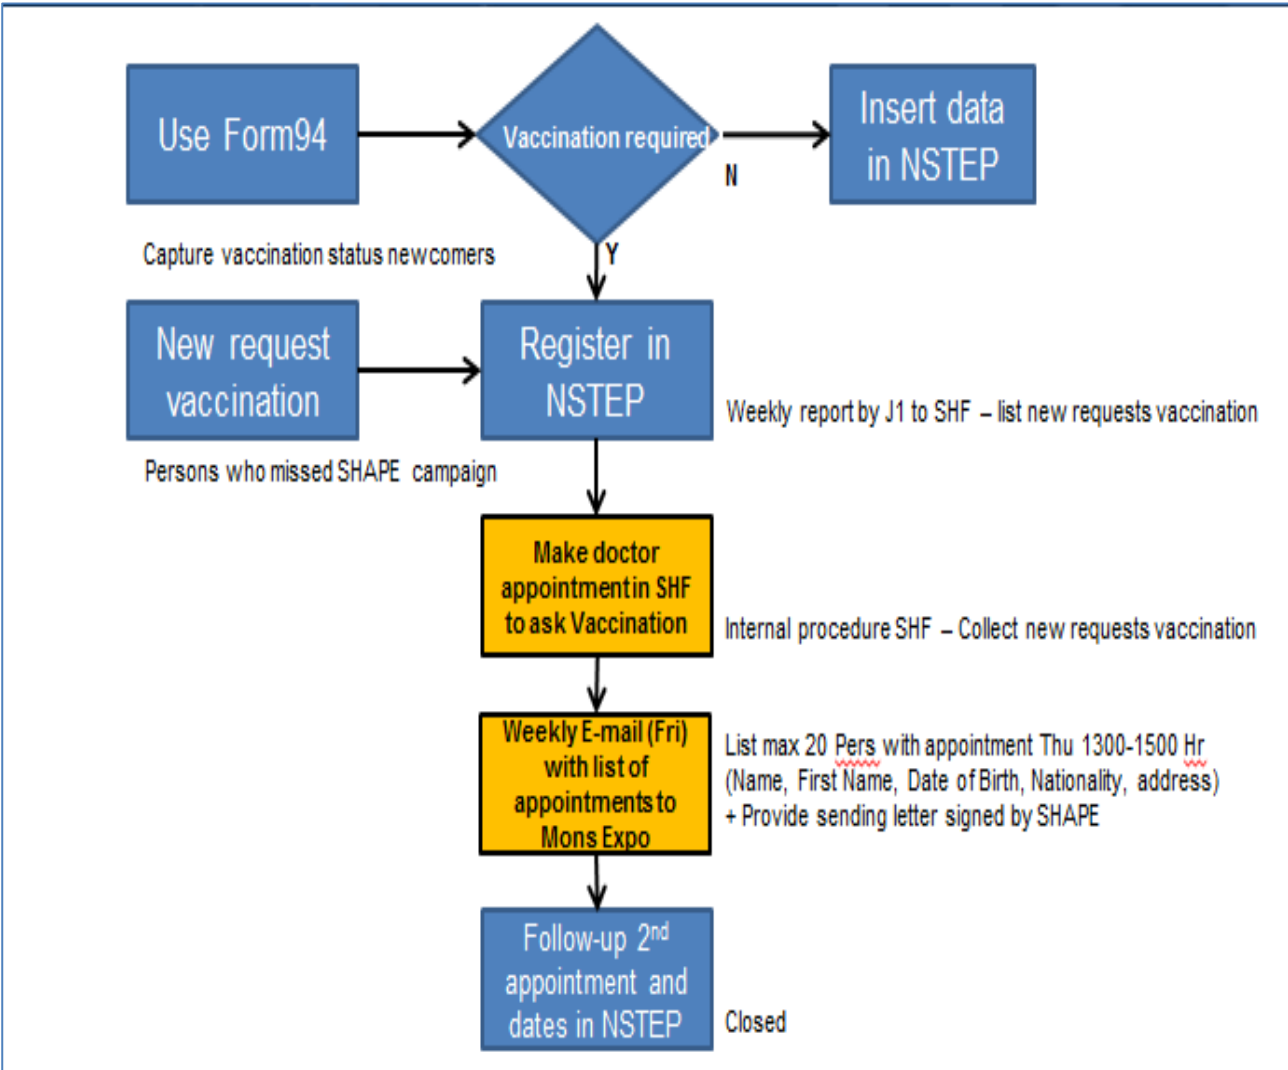 Use Form94
Vaccination required
N
Insert data
in NSTEP
Capture vaccination status newcomers
Y
New request
vaccination
Register in
NSTEP
Weekly report by J1 to SHF – list new requests vaccination
Persons who missed SHAPE campaign
Make doctor
appointment in SHF
to ask Vaccination
Internal procedure SHF – Collect new requests vaccination
Weekly E-mail (Fri)
with list of
appointments to
Mons Expo
List max 20 Pers with appointment Thu 1300-1500 Hr
(Name, First Name, Date of Birth, Nationality, address)
+ Provide sending letter signed by SHAPE
Follow-up 2nd
appointment and
dates in NSTEP
Closed